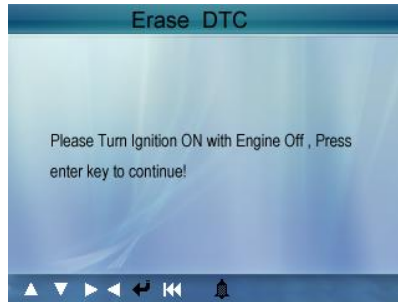 Erase DTC
Please Turn Ignition ON with Engine Off , Press
enter key to continue!